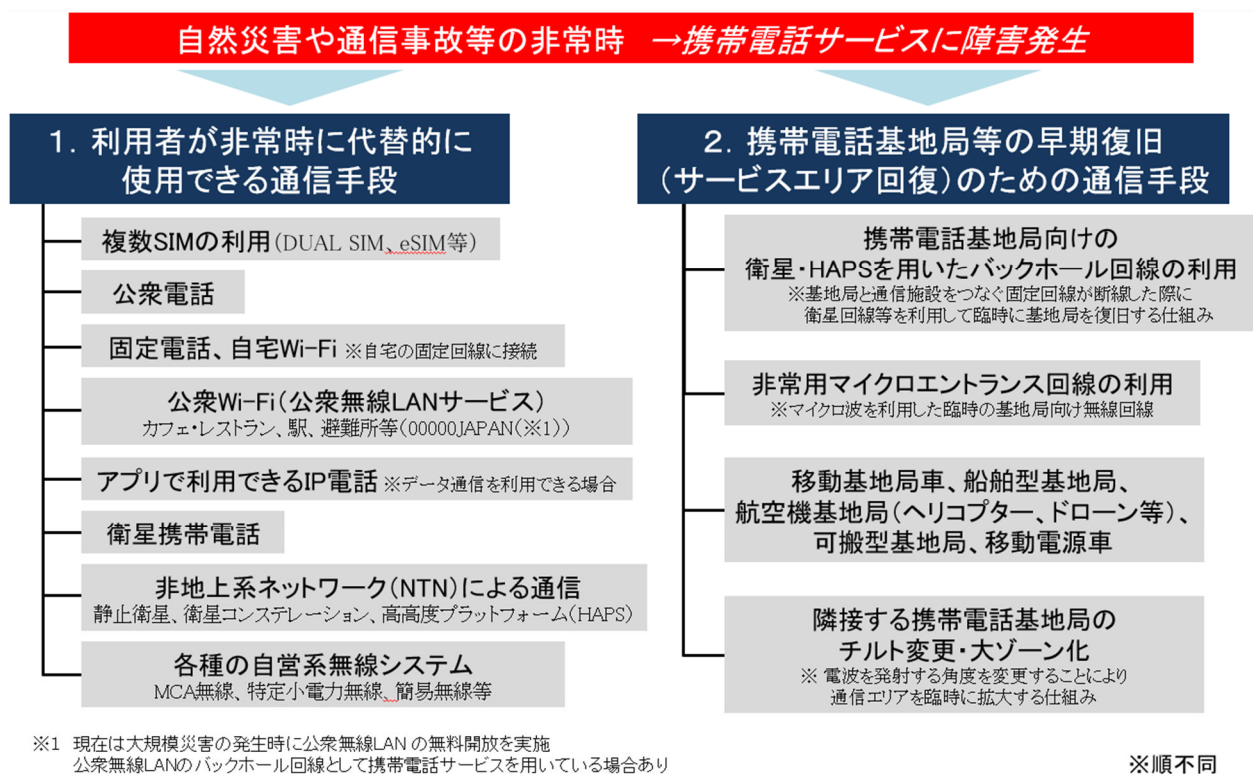 自然災害や通信事故等の非常時　→携帯電話サービスに障害発生
1．利用者が非常時に代替的に
使用できる通信手段
複数SIMの利用(DUAL SIM、eSIM等)
公衆電話
固定電話、自宅Wi-Fi ※自宅の固定回線に接続
公衆Wi-Fi(公衆無線LANサービス)
カフェ・レストラン、駅、避難所等(00000JAPAN(※1))
アプリで利用できるIP電話 ※データ通信を利用できる場合
衛星携帯電話
非地上系ネットワーク(NTN)による通信
静止衛星、衛星コンステレーション、高高度プラットフォーム(HAPS)
各種の自営系無線システム
MCA無線、特定小電力無線、簡易無線等
2．携帯電話基地局等の早期復旧
(サービスエリア回復)のための通信手段
携帯電話基地局向けの
衛星・HAPSを用いたバックホール回線の利用
※基地局と通信施設をつなぐ固定回線が断線した際に
衛星回線等を利用して臨時に基地局を復旧する仕組み
非常用マイクロエントランス回線の利用
※マイクロ波を利用した臨時の基地局向け無線回線
移動基地局車、船舶型基地局、
航空機基地局(ヘリコプター、ドローン等)、
可搬型基地局、移動電源車
隣接する携帯電話基地局の
チルト変更・大ゾーン化
※ 電波を発射する角度を変更することにより
通信エリアを臨時に拡大する仕組み
※1 現在は大規模災害の発生時に公衆無線LAN の無料開放を実施
公衆無線LANのバックホール回線として携帯電話サービスを用いている場合あり
※順不同